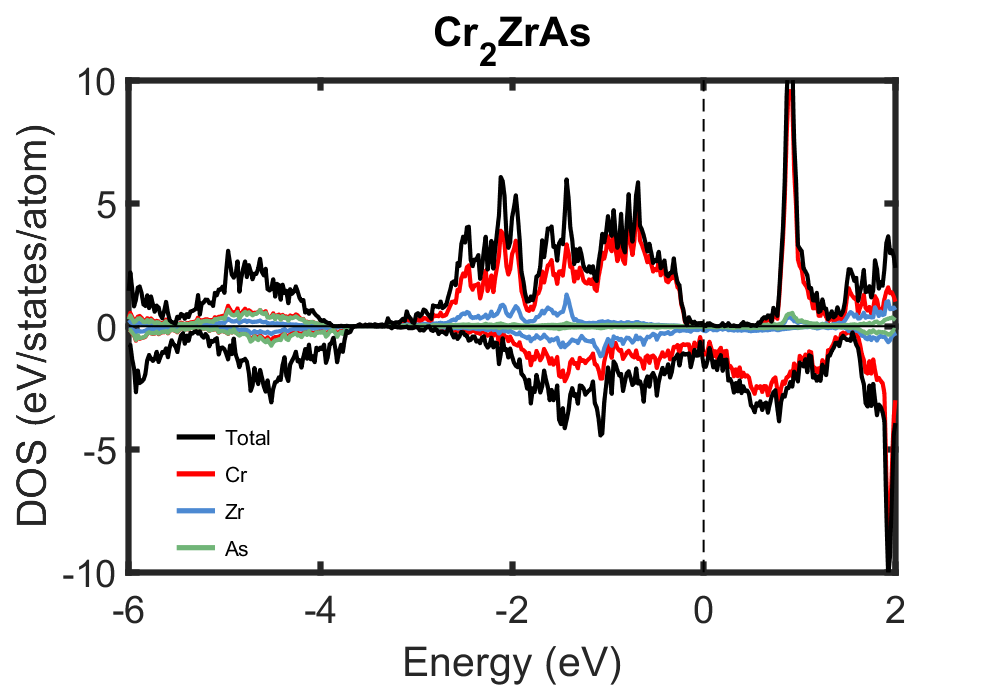 Cr2ZrAs
10
5
0
-5
-10
DOS (eV/states/atom)
Total
Cr
Zr
As
-6 -4 -2 0 2
Energy (eV)